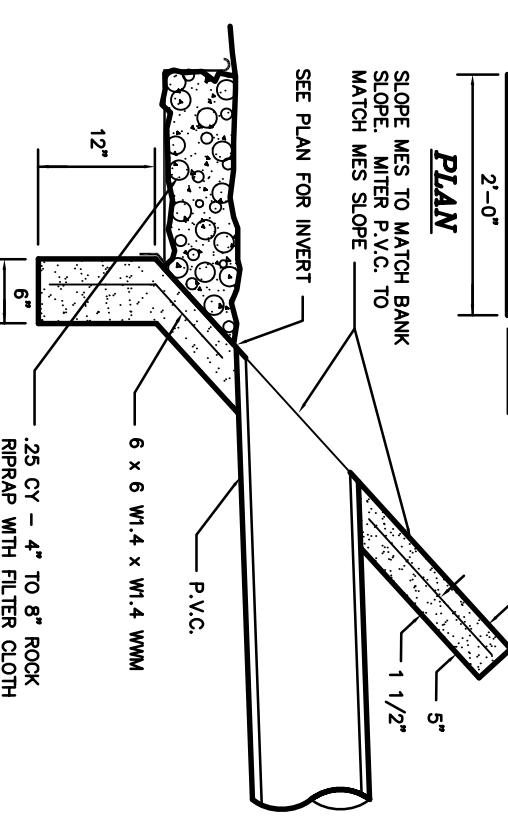 2'-0"
PLAN
SLOPE MES TO MATCH BANK
SLOPE. MITER P.V.C. TO
MATCH MES SLOPE
SEE PLAN FOR INVERT
12"
6"
5"
1 1/2"
P.V.C.
6 x 6 W1.4 x W1.4 WWM
.25 CY - 4" TO 8" ROCK
RIPRAP WITH FILTER CLOTH